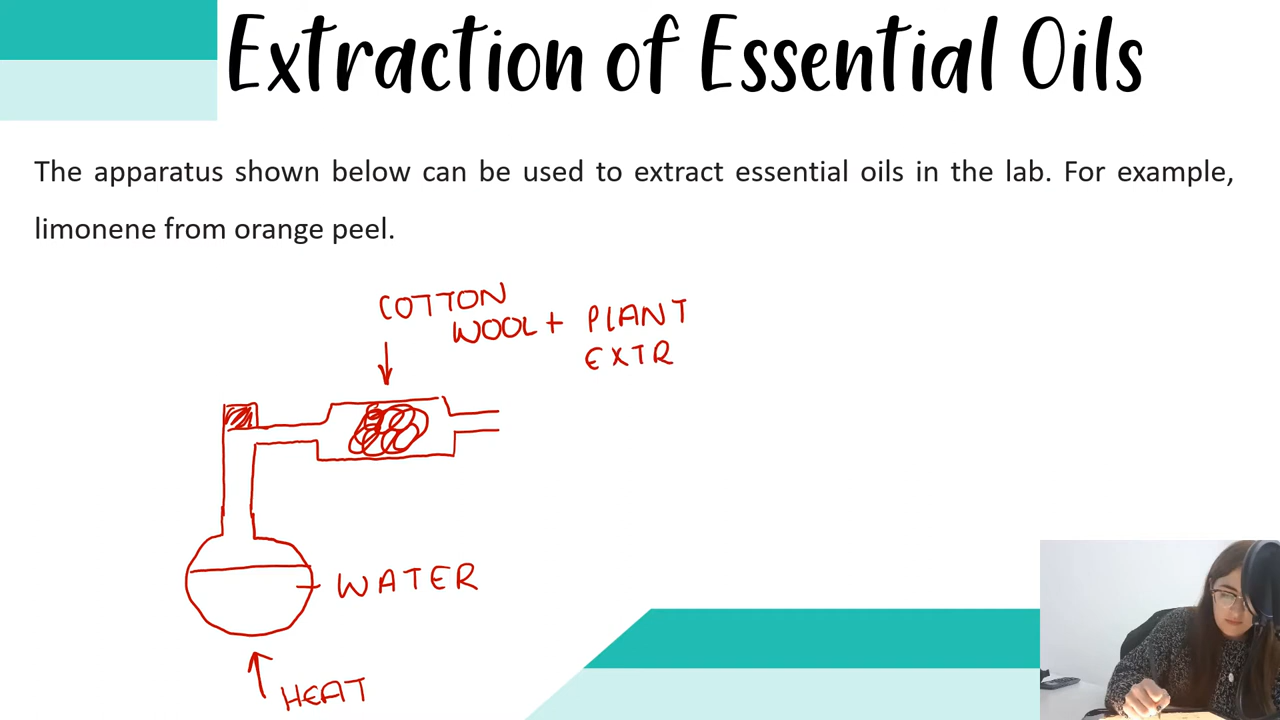 Extraction of Essential Oils
The apparatus shown below can be used to extract essential oils in the lab. For example,
limonene from orange peel.
COTTON
WOOL + PLANT
EXTR
WATER
HEAT